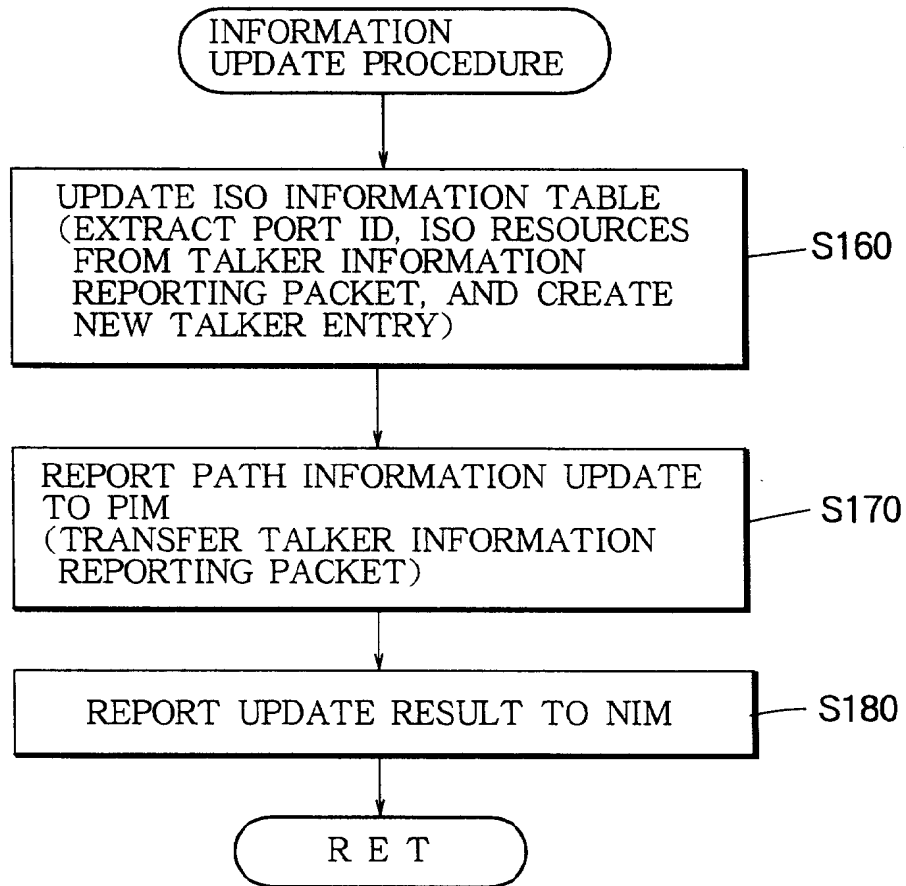 INFORMATION
UPDATE PROCEDURE
UPDATE ISO INFORMATION TABLE
(EXTRACT PORT ID, ISO RESOURCES
FROM TALKER INFORMATION
REPORTING PACKET, AND CREATE
NEW TALKER ENTRY)
S160
REPORT PATH INFORMATION UPDATE
TO PIM
(TRANSFER TALKER INFORMATION
REPORTING PACKET)
S170
REPORT UPDATE RESULT TO NIM
S180
R E T